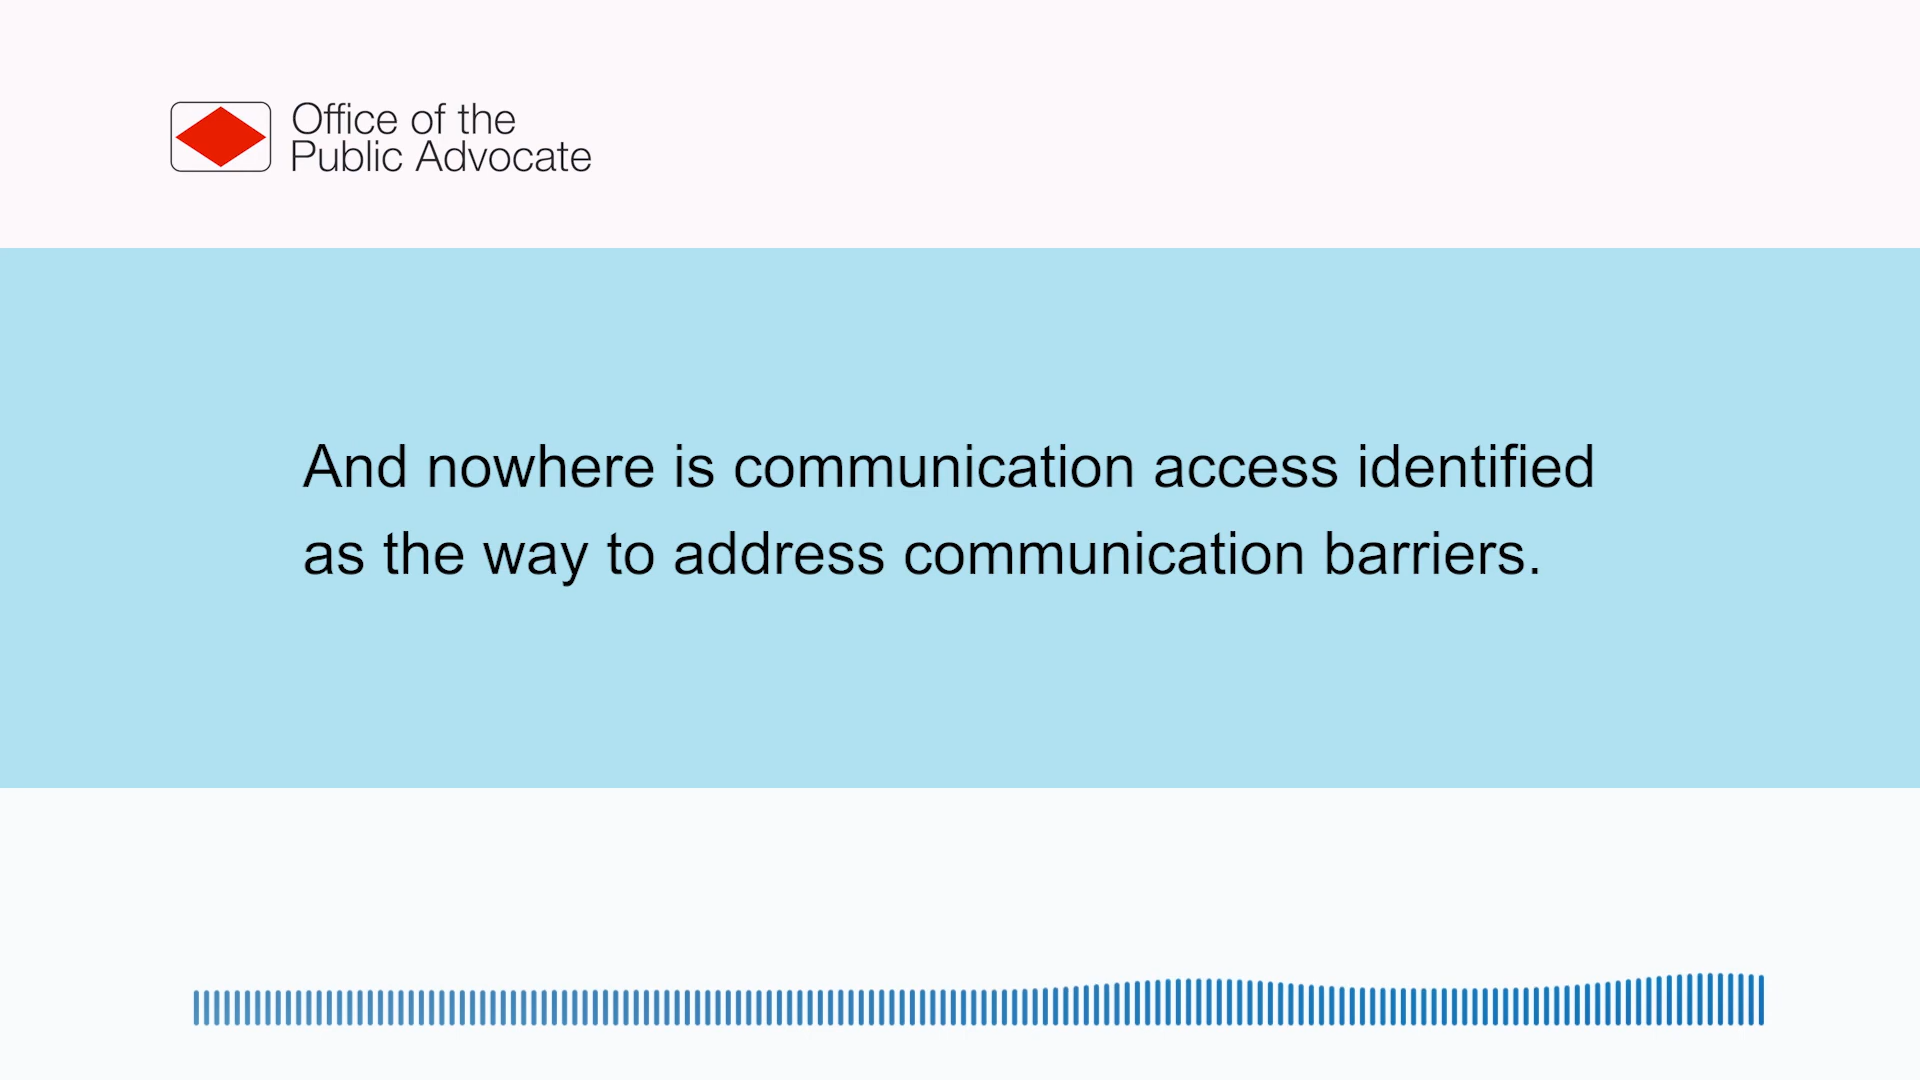 Office of the
Public Advocate
And nowhere is communication access identified
as the way to address communication barriers.